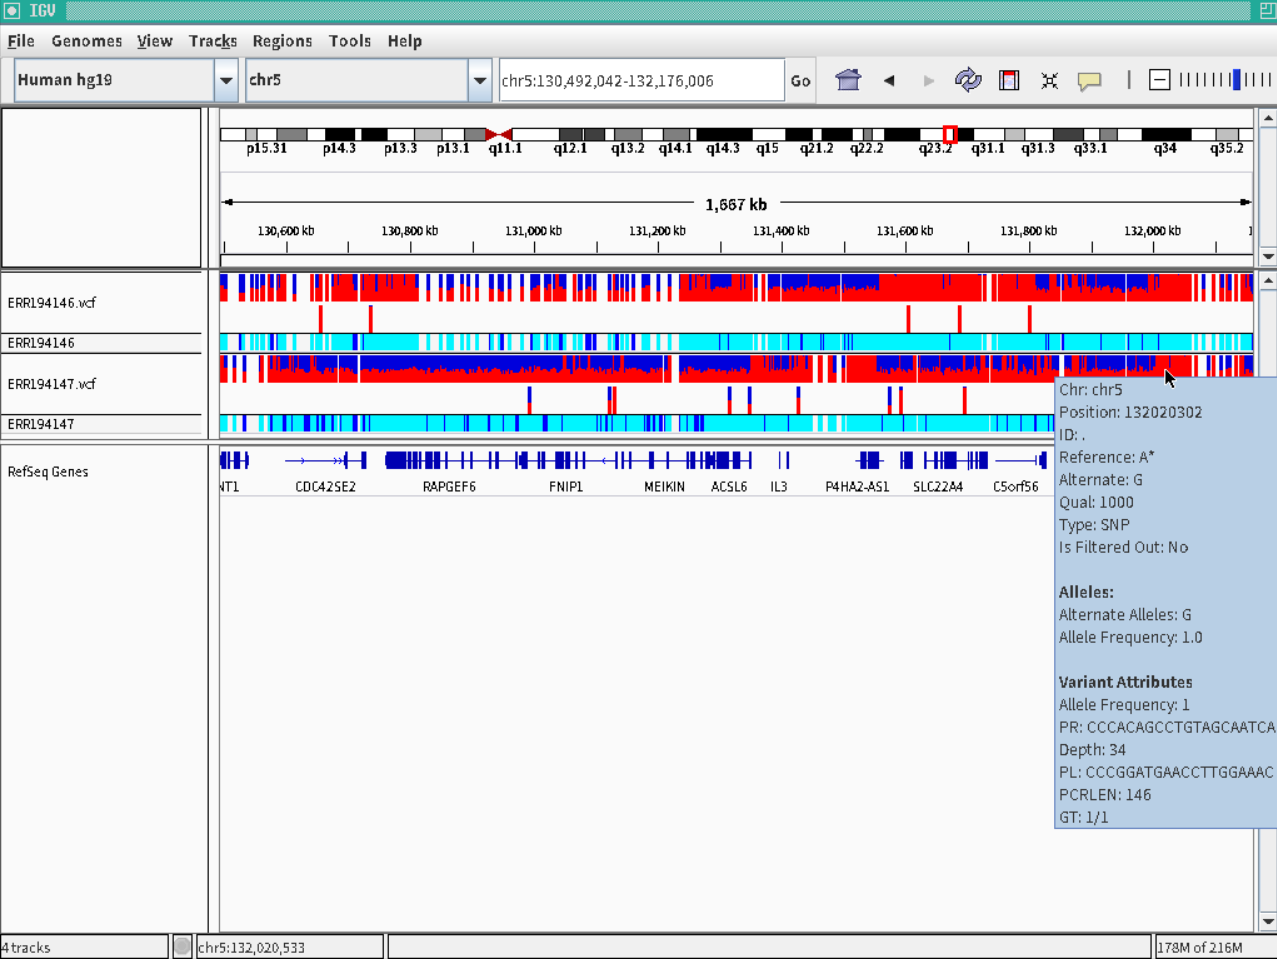 IGV
File Genomes View Tracks Regions Tools Help
Human hg19 chr5 chr5:130,492,042-132,176,006 Go
p15.31 p14.3 p13.3 p13.1 q11.1 q12.1 q13.2 q14.1 q14.3 q15 q21.2 q22.2 q23.2 q31.1 q31.3 q33.1 q34 q35.2
1,667 kb
130,600 kb 130,800 kb 131,000 kb 131,200 kb 131,400 kb 131,600 kb 131,800 kb 132,000 kb 1
ERR194146.vcf
ERR194146
ERR194147.vcf
ERR194147
Chr: chr5
Position: 132020302
ID: .
Reference: A*
Alternate: G
Qual: 1000
Type: SNP
Is Filtered Out: No
Alleles:
Alternate Alleles: G
Allele Frequency: 1.0
Variant Attributes
Allele Frequency: 1
PR: CCCACAGCCTGTAGCAATCA
Depth: 34
PL: CCCGGATGAACCTTGGAAAC
PCRLEN: 146
GT: 1/1
RefSeq Genes
NT1 CDC42SE2 RAPGEF6 FNIP1 MEIKIN ACSL6 IL3 P4HA2-AS1 SLC22A4 C5orf56
4 tracks chr5:132,020,533 178M of 216M